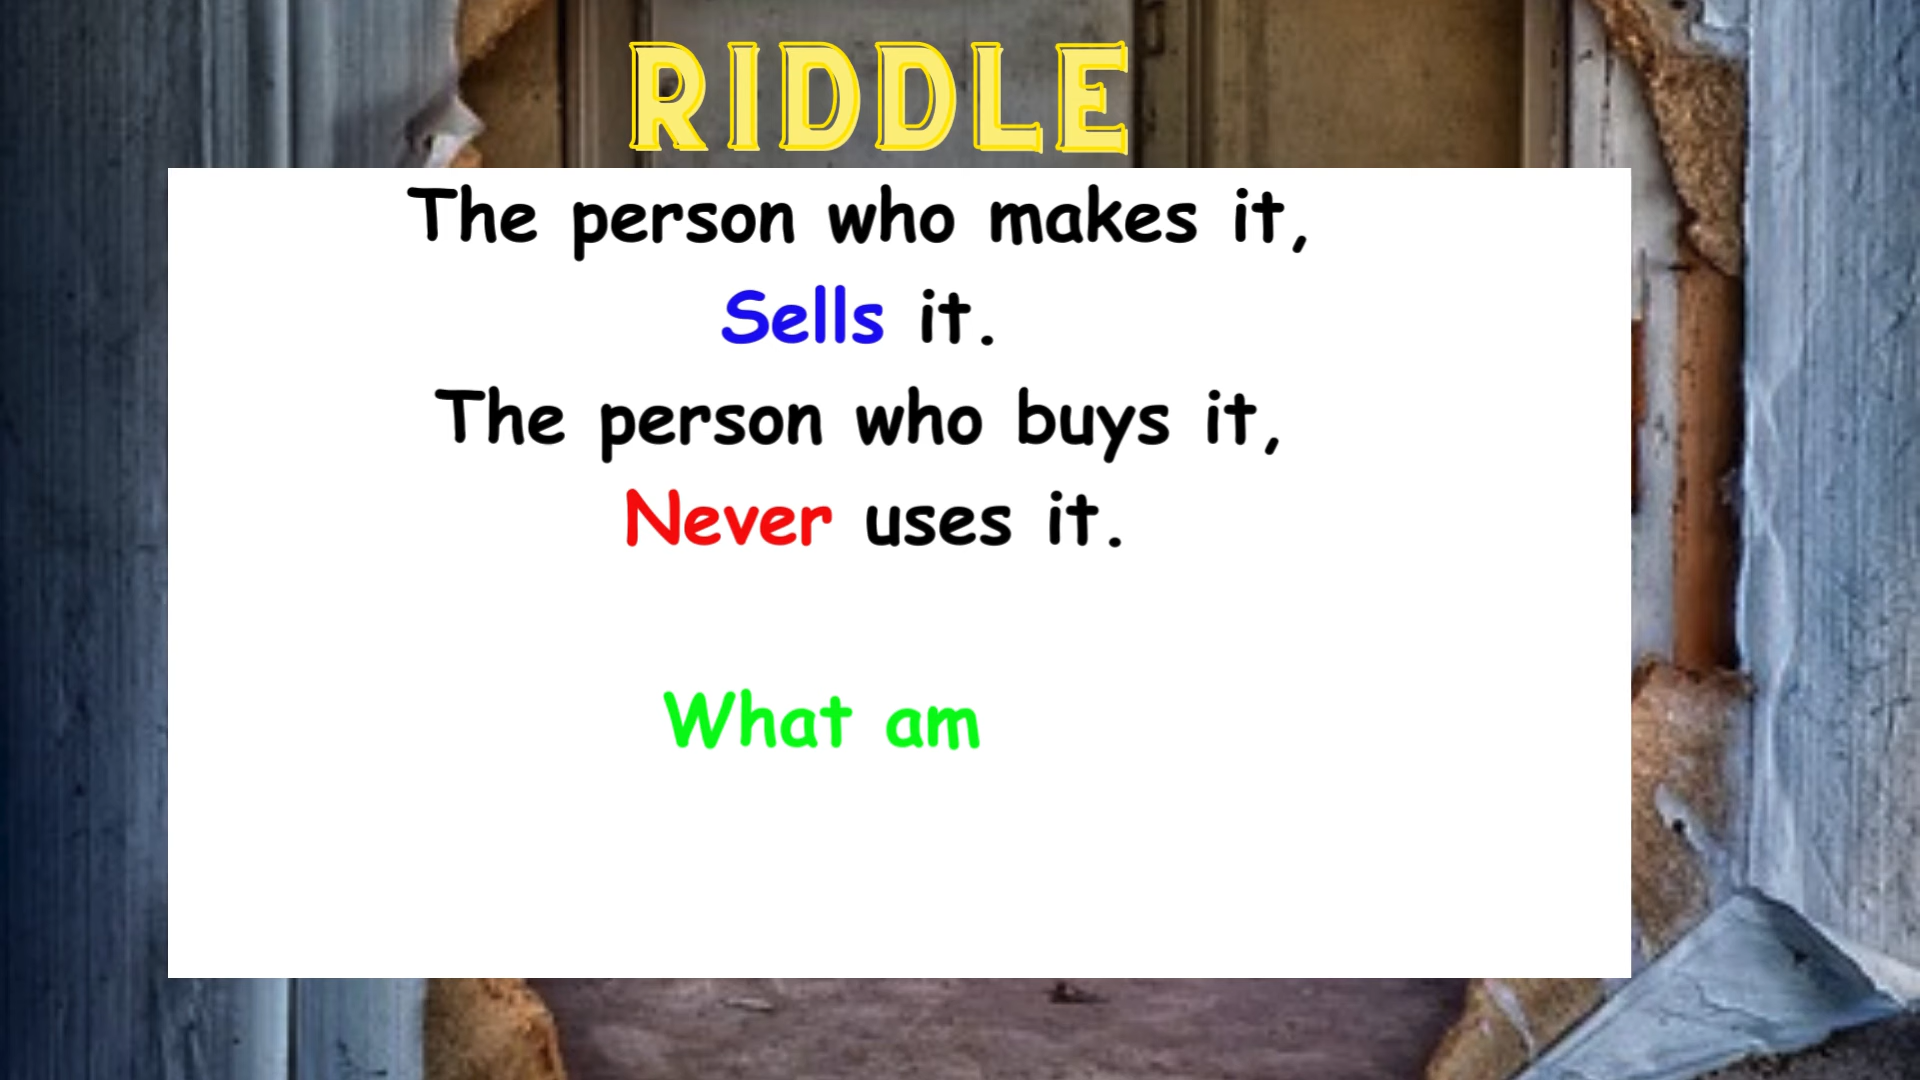 RIDDLE
The person who makes it,
Sells it.
The person who buys it,
Never uses it.
What am